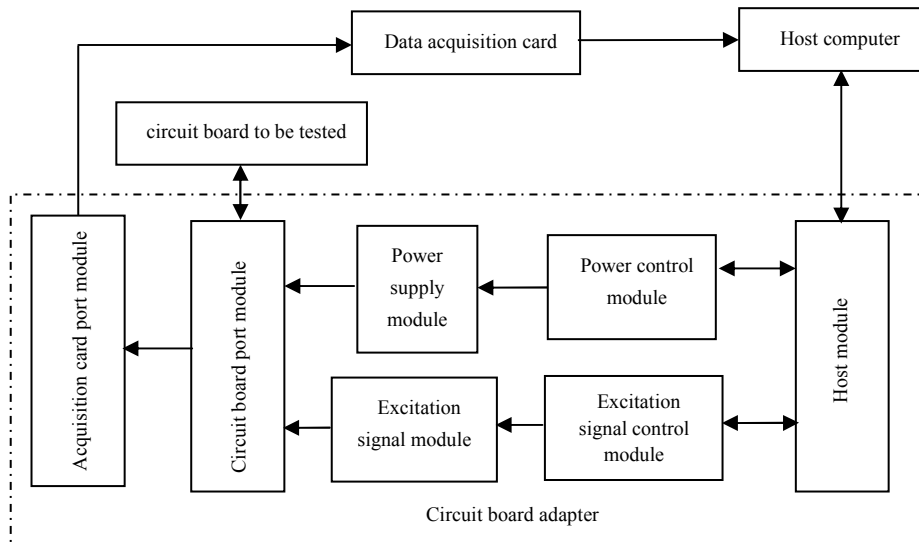 Data acquisition card
Host computer
circuit board to be tested
Acquisition card port module
Circuit board port module
Power
supply
module
Power control
module
Host module
Excitation
signal module
Excitation
signal control
module
Circuit board adapter